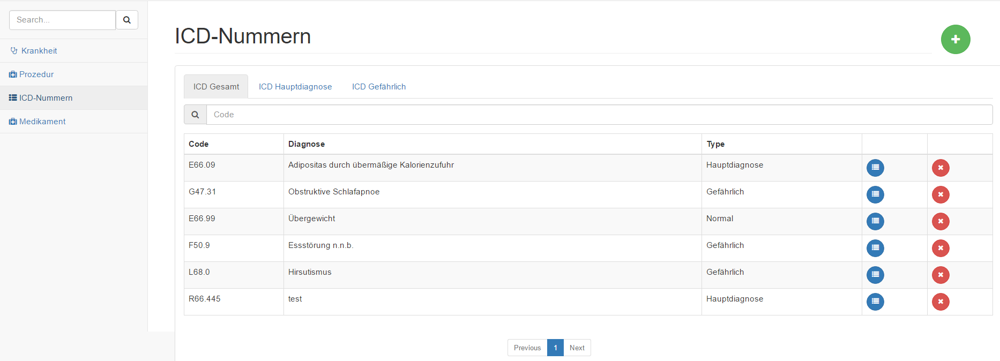 Search...
Krankheit
Prozedur
ICD-Nummern
Medikament
ICD-Nummern
ICD Gesamt ICD Hauptdiagnose ICD Gefährlich
Code
Code Diagnose Type
E66.09 Adipositas durch übermäßige Kalorienzufuhr Hauptdiagnose
G47.31 Obstruktive Schlafapnoe Gefährlich
E66.99 Übergewicht Normal
F50.9 Essstörung n.n.b. Gefährlich
L68.0 Hirsutismus Gefährlich
R66.445 test Hauptdiagnose
Previous 1 Next